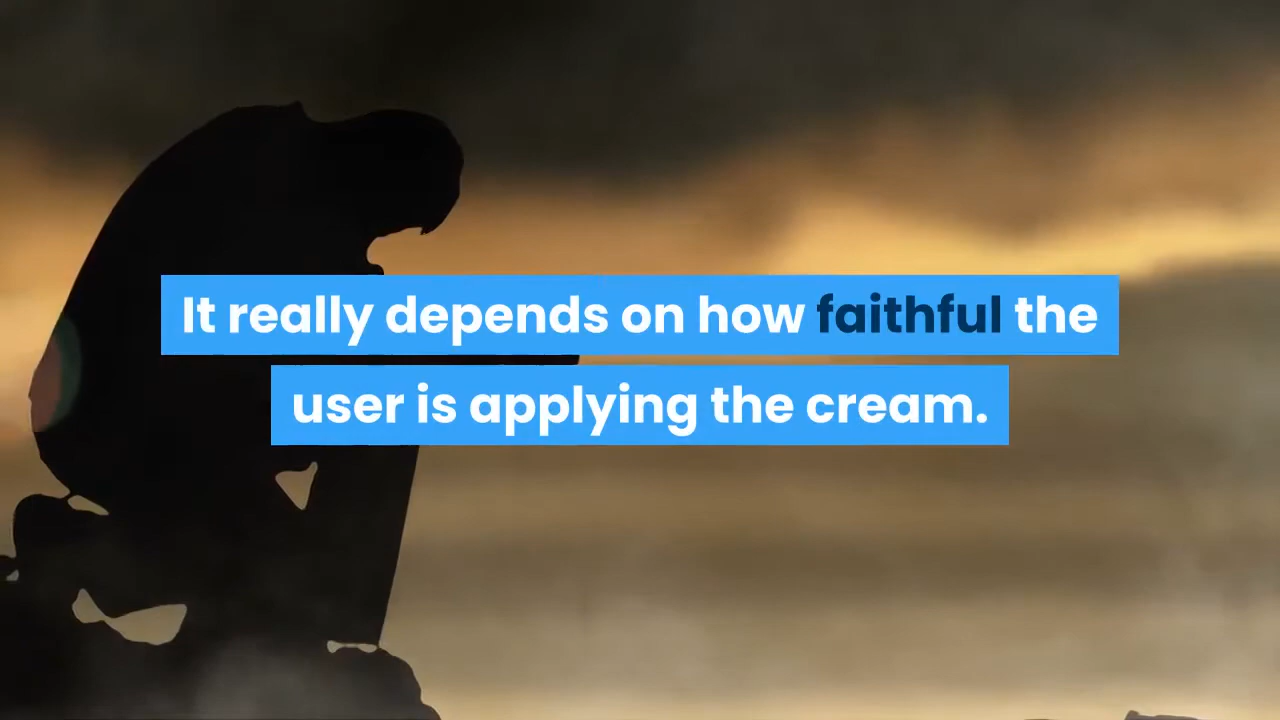 It really depends on how faithful the
user is applying the cream.